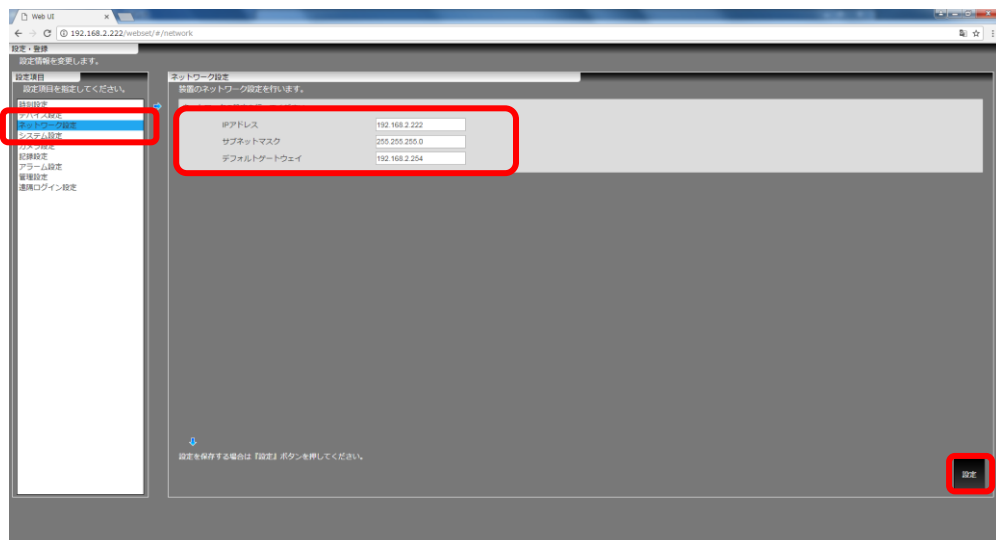 Web UI
192.168.2.222/webset/#/network
設定・登録
設定情報を変更します。
設定項目
設定項目を指定してください。
時刻設定
デバイス設定
ネットワーク設定
システム設定
カメラ設定
記録設定
アラーム設定
管理設定
連携ログイン設定
ネットワーク設定
装置のネットワーク設定を行います。
IPアドレス 192.168.2.222
サブネットマスク 255.255.255.0
デフォルトゲートウェイ 192.168.2.254
設定を保存する場合は『設定』ボタンを押してください。
設定